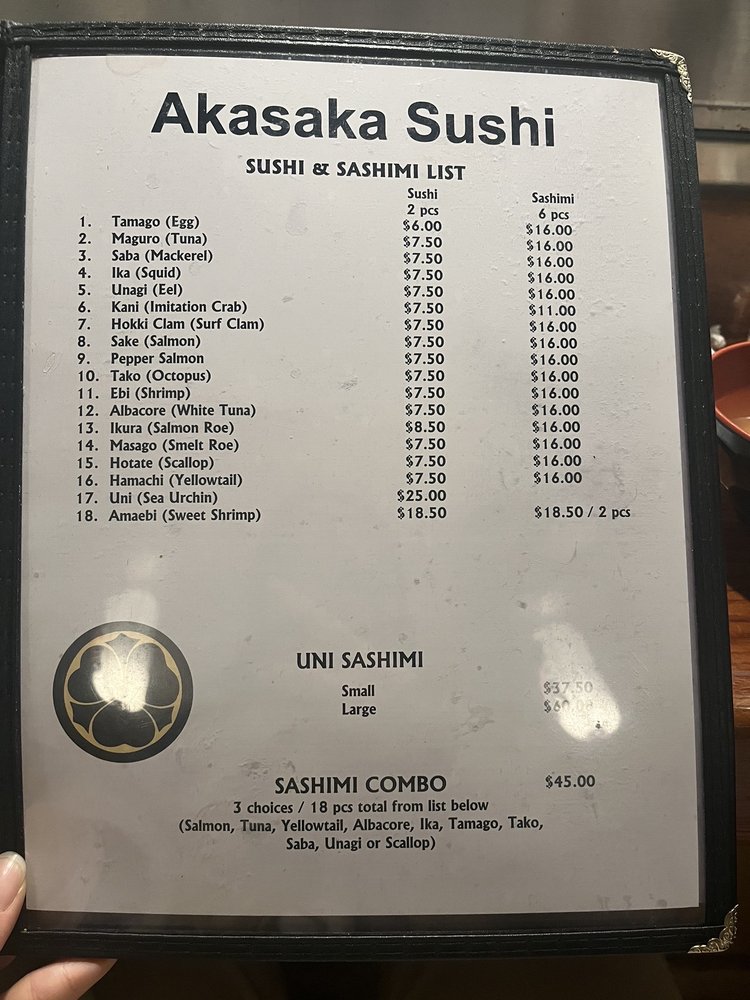 Akasaka Sushi
SUSHI & SASHIMI LIST
Sushi Sashimi
2 pcs 6 pcs
1. Tamago (Egg) $6.00 $16.00
2. Maguro (Tuna) $7.50 $16.00
3. Saba (Mackerel) $7.50 $16.00
4. Ika (Squid) $7.50 $16.00
5. Unagi (Eel) $7.50 $16.00
6. Kani (Imitation Crab) $7.50 $11.00
7. Hokki Clam (Surf Clam) $7.50 $16.00
8. Sake (Salmon) $7.50 $16.00
9. Pepper Salmon $7.50 $16.00
10. Tako (Octopus) $7.50 $16.00
11. Ebi (Shrimp) $7.50 $16.00
12. Albacore (White Tuna) $7.50 $16.00
13. Ikura (Salmon Roe) $8.50 $16.00
14. Masago (Smelt Roe) $7.50 $16.00
15. Hotate (Scallop) $7.50 $16.00
16. Hamachi (Yellowtail) $7.50 $16.00
17. Uni (Sea Urchin) $25.00
18. Amaebi (Sweet Shrimp) $18.50 $18.50 / 2 pcs
UNI SASHIMI
Small $37.50
Large
SASHIMI COMBO $45.00
3 choices / 18 pcs total from list below
(Salmon, Tuna, Yellowtail, Albacore, Ika, Tamago, Tako,
Saba, Unagi or Scallop)